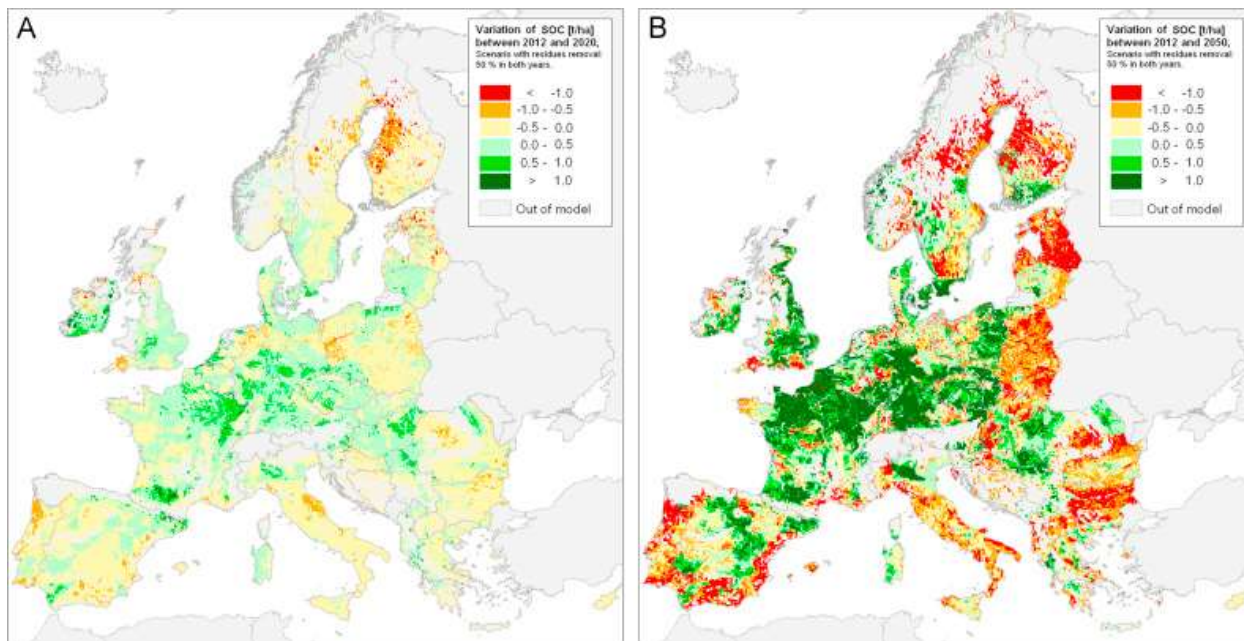 A
Variation of SOC [t/ha]
between 2012 and 2020,
Scenario with residues removal:
50 % in both years.
< -1.0
-1.0 - -0.5
-0.5 - 0.0
0.0 - 0.5
0.5 - 1.0
> 1.0
Out of model
B
Variation of SOC [t/ha]
between 2012 and 2050,
Scenario with residues removal:
50 % in both years.
< -1.0
-1.0 - -0.5
-0.5 - 0.0
0.0 - 0.5
0.5 - 1.0
> 1.0
Out of model